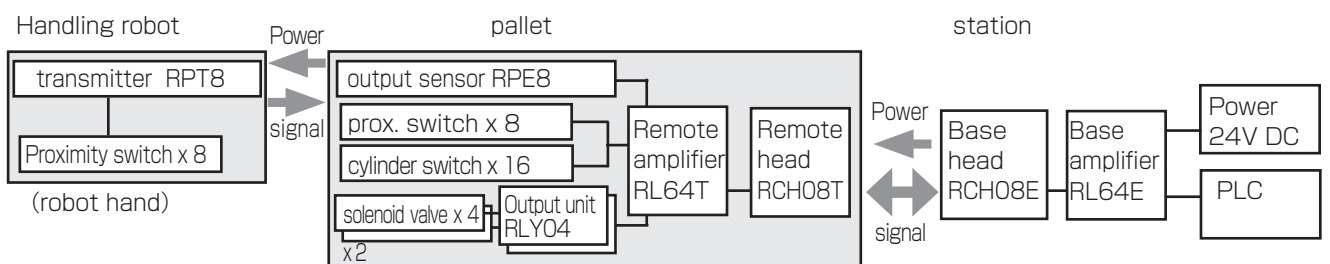 Handling robot
Power
pallet
station
transmitter RPT8
Proximity switch x 8
(robot hand)
signal
output sensor RPE8
prox. switch x 8
cylinder switch x 16
solenoid valve x 4
x2
Output unit
RLY04
Remote
amplifier
RL64T
Remote
head
RCH08T
Power
signal
Base
head
RCH08E
Base
amplifier
RL64E
Power
24V DC
PLC